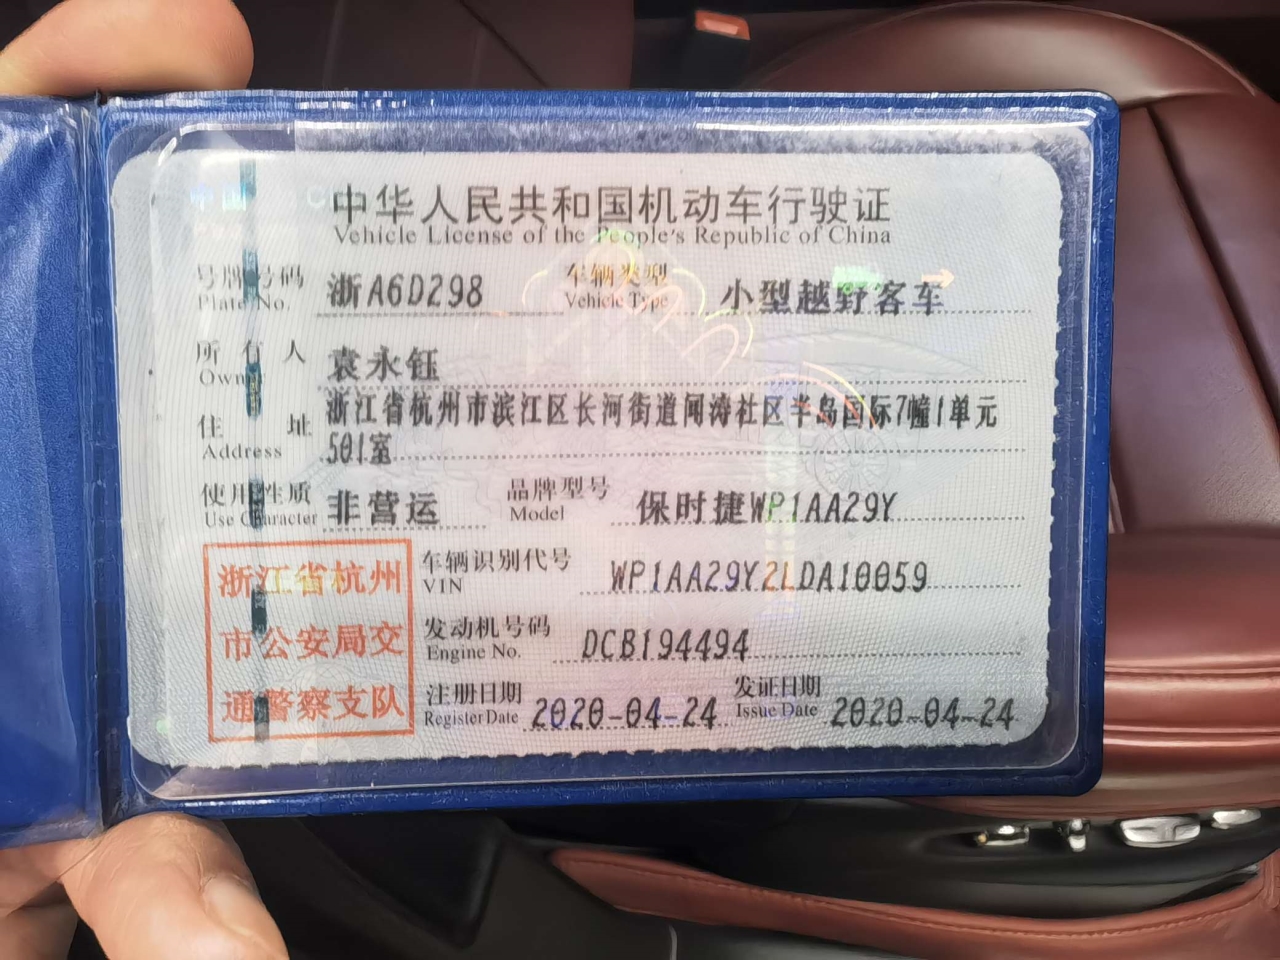 中华人民共和国机动车行驶证
Vehicle License of the People's Republic of China
号牌号码 浙A6D298 车辆类型 小型越野客车
Plate No. Vehicle Type
所有人 袁永钰
Owner
住址 浙江省杭州市滨江区长河街道闻涛社区半岛国际7幢1单元
Address 501室
使用性质 非营运 品牌型号 保时捷WP1AA29Y
Use Character Model
浙江省杭州 车辆识别代号 WP1AA29Y2LDA10059
VIN
市公安局交 发动机号码 DCB194494
Engine No.
通警察支队 注册日期 2020-04-24 发证日期 2020-04-24
Register Date Issue Date